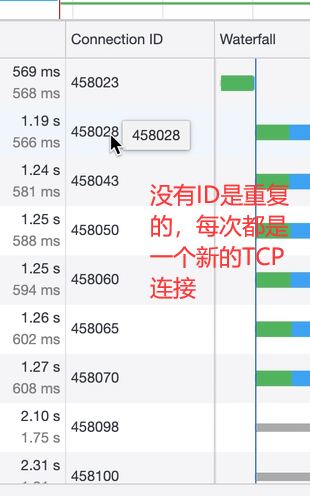 Connection ID
Waterfall
569 ms
568 ms
458023
1.19 s
566 ms
458028
458028
1.24 s
581 ms
458043
没有ID是重复
的，每次都是
一个新的TCP
连接
1.25 s
588 ms
458050
1.25 s
594 ms
458060
1.26 s
602 ms
458065
1.27 s
608 ms
458070
2.10 s
1.75 s
458098
2.31 s
458100